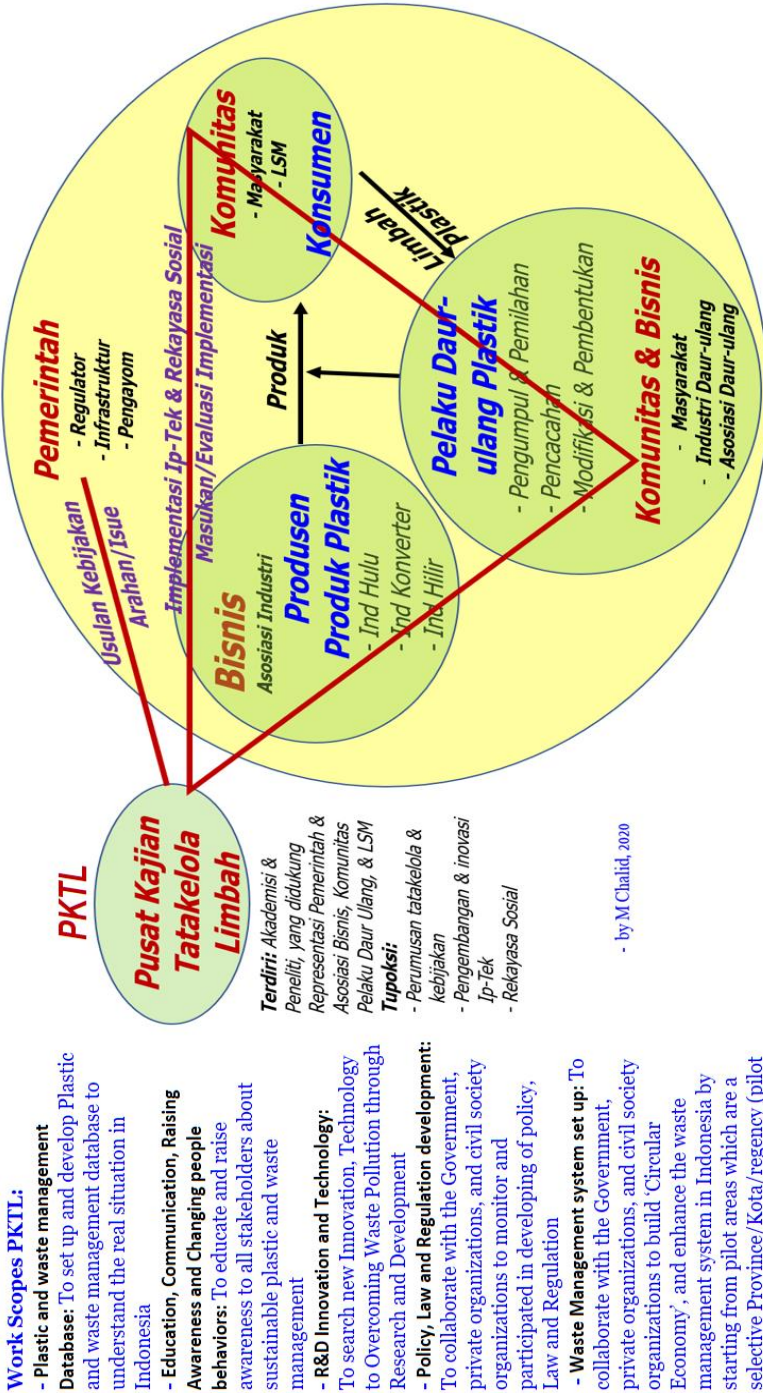 Work Scopes PKTL:
- Plastic and waste management
Database: To set up and develop Plastic
and waste management database to
understand the real situation in
Indonesia
- Education, Communication, Raising
Awareness and Changing people
behaviors: To educate and raise
awareness to all stakeholders about
sustainable plastic and waste
management
- R&D Innovation and Technology:
To search new Innovation, Technology
to Overcoming Waste Pollution through
Research and Development
- Policy, Law and Regulation development:
To collaborate with the Government,
private organizations, and civil society
organizations to monitor and
participated in developing of policy,
Law and Regulation
- Waste Management system set up: To
collaborate with the Government,
private organizations, and civil society
organizations to build ‘Circular
Economy’, and enhance the waste
management system in Indonesia by
starting from pilot areas which are a
selective Province/Kota/regency (pilot
PKTL
Pusat Kajian
Tatakelola
Limbah
Terdiri: Akademisi &
Peneliti, yang didukung
Representasi Pemerintah &
Asosiasi Bisnis, Komunitas
Pelaku Daur Ulang, & LSM
Tupoksi:
- Perumusan tatakelola &
kebijakan
- Pengembangan & inovasi
Ip-Tek
- Rekayasa Sosial
- by M Chalid, 2020
Usulan Kebijakan
Arahan/Isue
Pemerintah
- Regulator
- Infrastruktur
- Pengayom
Implementasi Ip-Tek & Rekayasa Sosial
Masukan/Evaluasi Implementasi
Bisnis
Asosiasi Industri
Produsen
Produk Plastik
- Ind Hulu
- Ind Konverter
- Ind Hilir
Produk
Komunitas
- Masyarakat
- LSM
Konsumen
Limbah
Plastik
Pelaku Daur-
ulang Plastik
- Pengumpul & Pemilahan
- Pencacahan
- Modifikasi & Pembentukan
Komunitas & Bisnis
- Masyarakat
- Industri Daur-ulang
- Asosiasi Daur-ulang